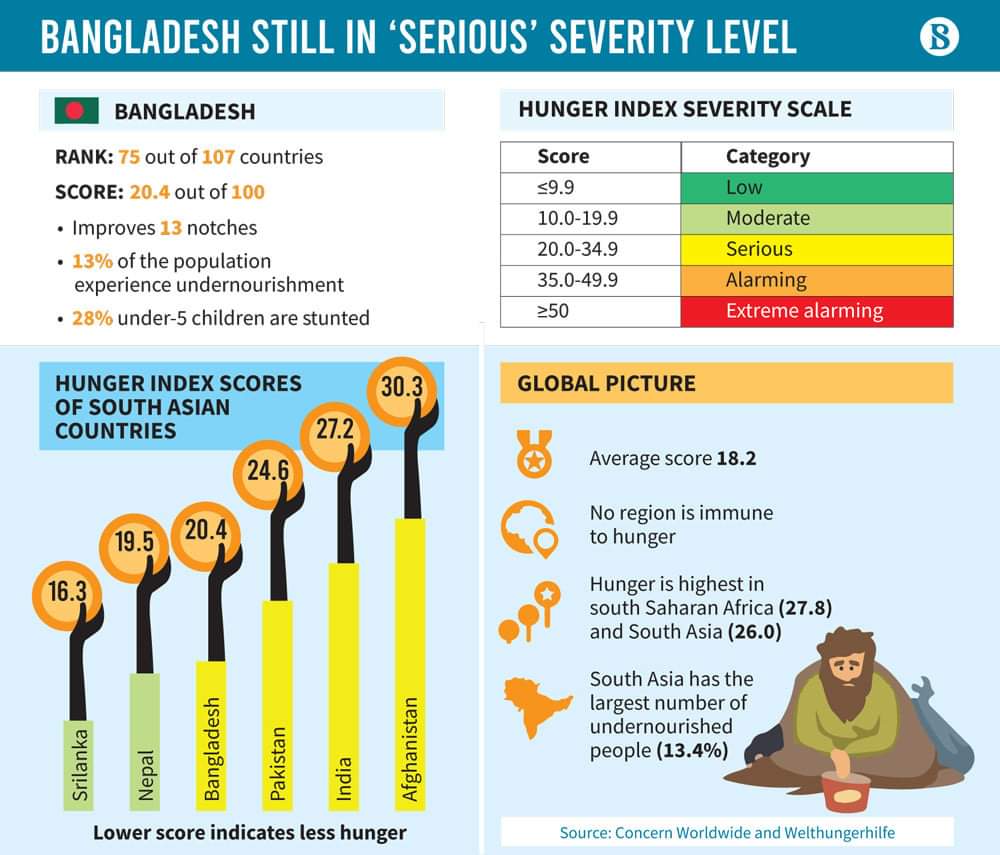 BANGLADESH STILL IN ‘SERIOUS’ SEVERITY LEVEL
B
BANGLADESH
RANK: 75 out of 107 countries
SCORE: 20.4 out of 100
• Improves 13 notches
• 13% of the population
experience undernourishment
• 28% under-5 children are stunted
HUNGER INDEX SEVERITY SCALE
Score Category
≤9.9 Low
10.0-19.9 Moderate
20.0-34.9 Serious
35.0-49.9 Alarming
≥50 Extreme alarming
HUNGER INDEX SCORES
OF SOUTH ASIAN
COUNTRIES
16.3
19.5
20.4
24.6
27.2
30.3
Srilanka
Nepal
Bangladesh
Pakistan
India
Afghanistan
Lower score indicates less hunger
GLOBAL PICTURE
Average score 18.2
No region is immune
to hunger
Hunger is highest in
south Saharan Africa (27.8)
and South Asia (26.0)
South Asia has the
largest number of
undernourished
people (13.4%)
Source: Concern Worldwide and Welthungerhilfe